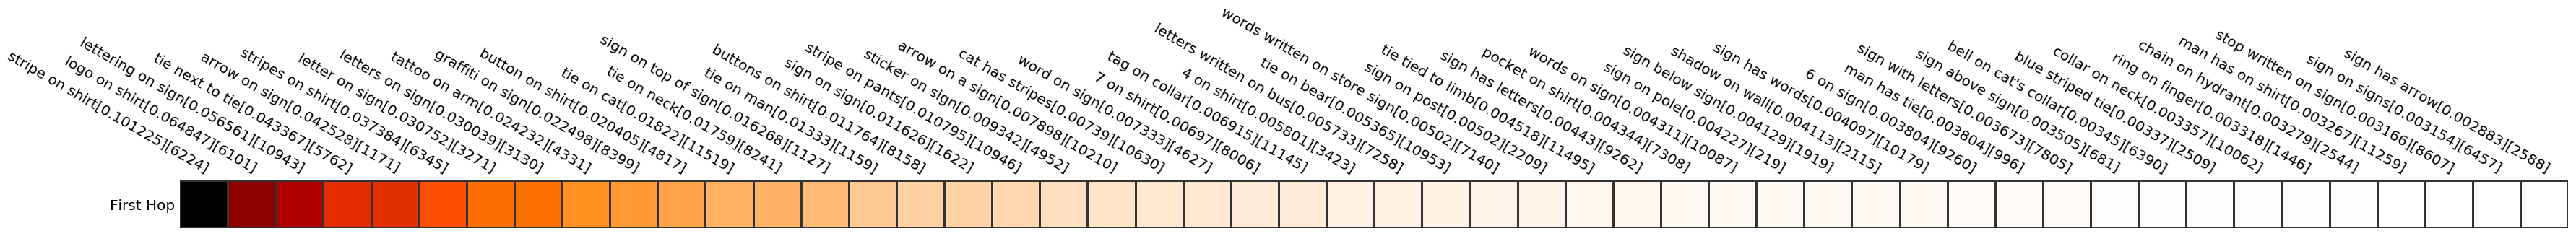 stripe on shirt[0.101225][6224]
logo on shirt[0.064847][6101]
lettering on sign[0.056561][10943]
tie next to tie[0.043367][5762]
arrow on sign[0.042528][1171]
stripes on shirt[0.037384][6345]
letter on sign[0.030752][3271]
letters on sign[0.030039][3130]
tattoo on arm[0.024233][4331]
graffiti on sign[0.022498][8399]
button on shirt[0.020405][4817]
tie on cat[0.01822][11519]
tie on neck[0.01759][8241]
sign on top of sign[0.016268][1127]
tie on man[0.01333][1159]
buttons on shirt[0.011764][8158]
sign on sign[0.011626][1622]
stripe on pants[0.010795][10946]
sticker on sign[0.009342][4952]
arrow on a sign[0.007898][10210]
cat has stripes[0.00739][10630]
word on sign[0.007333][4627]
7 on shirt[0.00697][8006]
tag on collar[0.006915][11145]
4 on shirt[0.005801][3423]
letters written on bus[0.005733][7258]
tie on bear[0.005365][10953]
words written on store sign[0.00502][7140]
sign on post[0.00502][2209]
tie tied to limb[0.004518][11495]
sign has letters[0.00443][9262]
pocket on shirt[0.004344][7308]
words on sign[0.004311][10087]
sign on pole[0.004227][219]
sign below sign[0.004129][1919]
shadow on wall[0.004113][2115]
sign has words[0.004097][10179]
6 on sign[0.003804][9260]
man has tie[0.003804][996]
sign with letters[0.003673][7805]
sign above sign[0.003505][681]
bell on cat's collar[0.00345][6390]
blue striped tie[0.00337][2509]
collar on neck[0.003357][10062]
ring on finger[0.003318][1446]
chain on hydrant[0.003279][2544]
man has on shirt[0.003267][11259]
stop written on sign[0.003166][8607]
sign on signs[0.003154][6457]
sign has arrow[0.002883][2588]
First Hop